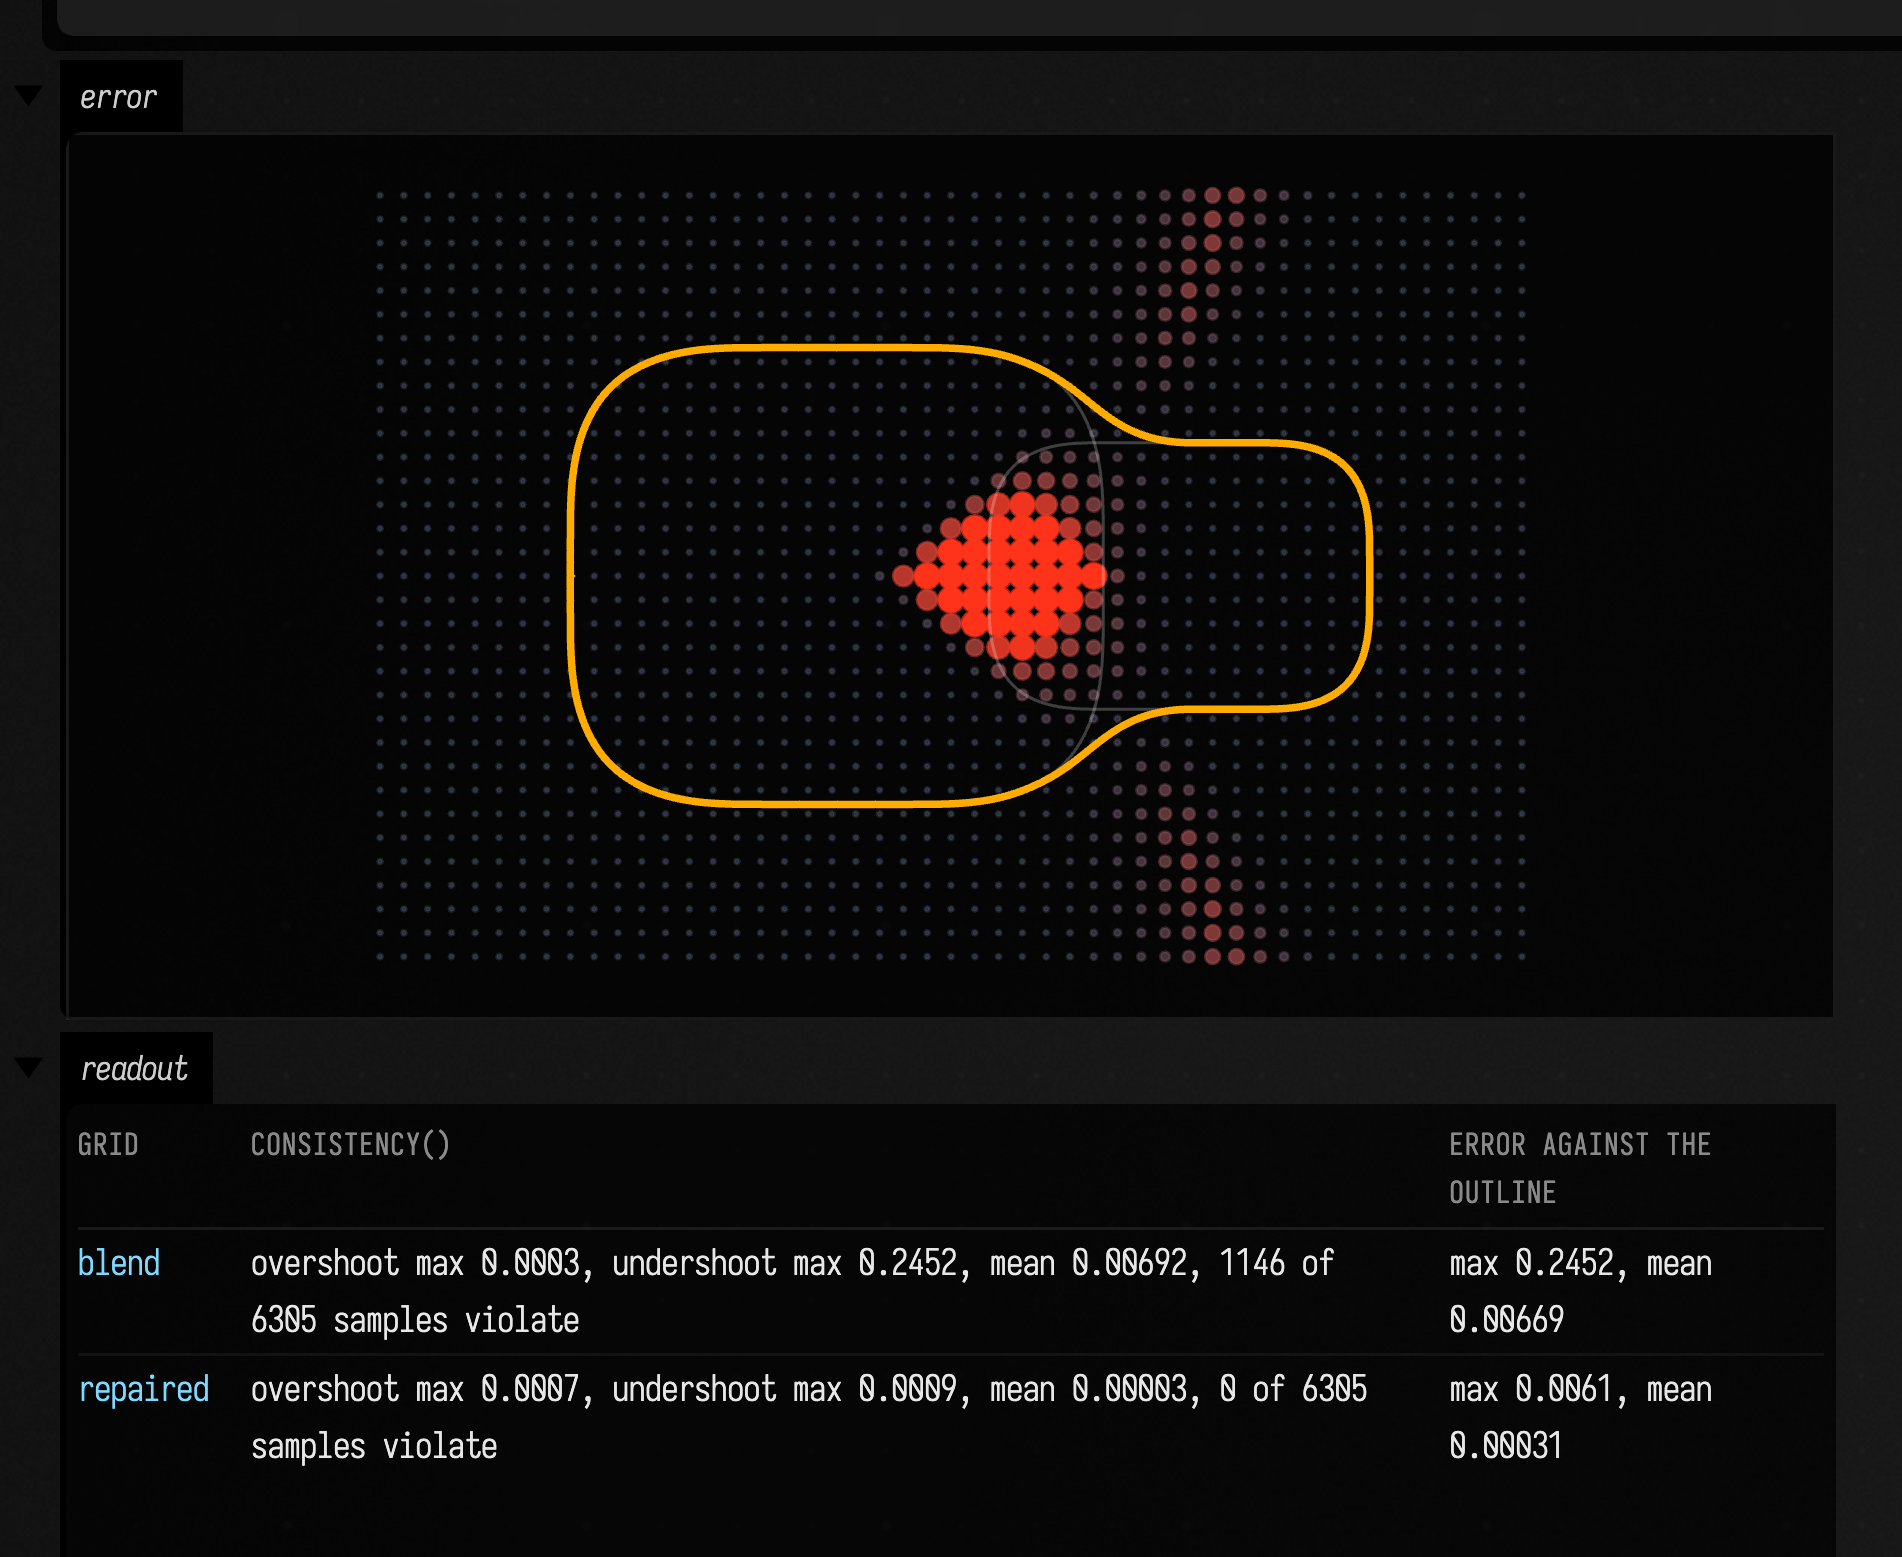 error
readout
GRID CONSISTENCY() ERROR AGAINST THE
OUTLINE
blend overshoot max 0.0003, undershoot max 0.2452, mean 0.00692, 1146 of max 0.2452, mean
6305 samples violate 0.00669
repaired overshoot max 0.0007, undershoot max 0.0009, mean 0.00003, 0 of 6305 max 0.0061, mean
samples violate 0.00031